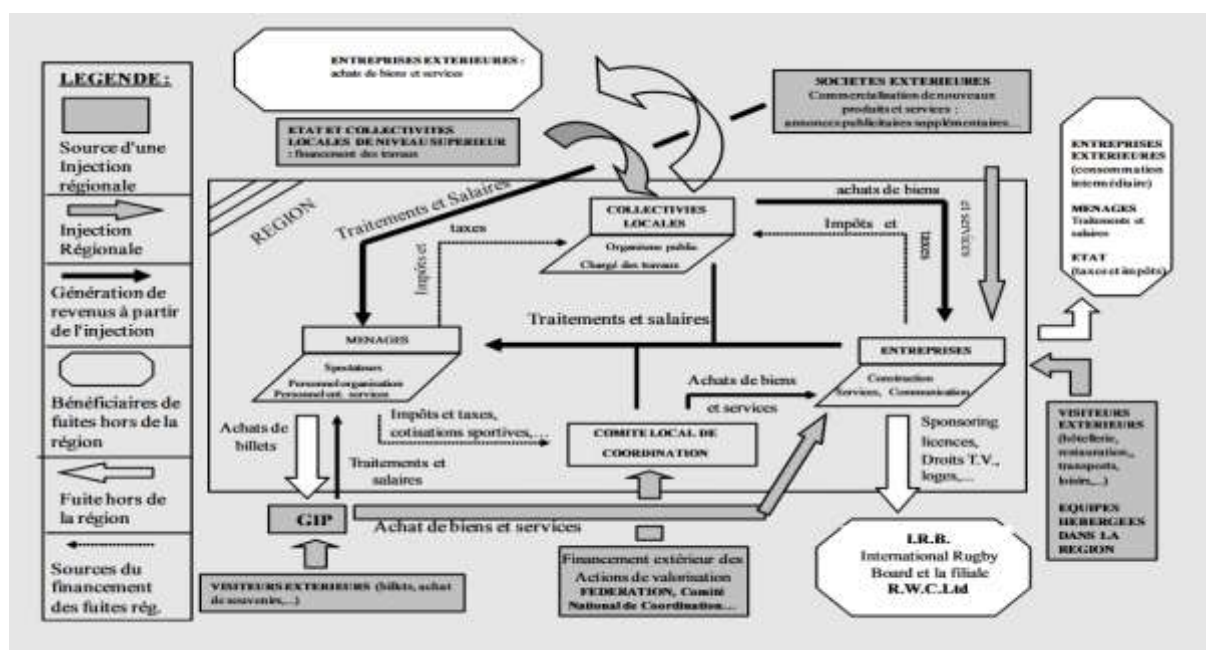 LEGENDE :
Source d'une
Injection
régionale
Injection
Régionale
Génération de
revenus à partir
de l'injection
Bénéficiaires de
fuites hors de la
région
Fuite hors de
la région
Sources du
financement
des fuites rég.
ENTREPRISES EXTERIEURES :
achats de biens et services
ETAT ET COLLECTIVITES
LOCALES DE NIVEAU SUPERIEUR
: financement des travaux
SOCIETES EXTERIEURES
Commercialisation de nouveaux
produits et services :
annonces publicitaires supplémentaires...
ENTREPRISES
EXTERIEURES
(consommation
intermédiaire)
MENAGES
Traitements et
salaires
ETAT
(taxes et impôts)
REGION
Traitements et Salaires
Impôts et
taxes
COLLECTIVIES
LOCALES
Organisme public
Chargé des travaux
achats de biens
et services
Impôts et
taxes
Traitements et salaires
MENAGES
Spectateurs
Personnel organisation
Personnel ent. services
ENTREPRISES
Construction
Services, Communication
Achats de biens
et services
Achats de
billets
Impôts et taxes,
cotisations sportives,...
Traitements et
salaires
COMITE LOCAL DE
COORDINATION
Sponsoring
licences,
Droits T.V.,
loges,...
VISITEURS
EXTERIEURS
(hôtellerie,
restauration,,
transports,
loisirs,...)
EQUIPES
HEBERGEES
DANS LA
REGION
GIP
Achat de biens et services
VISITEURS EXTERIEURS (billets, achat
de souvenirs,...)
Financement extérieur des
Actions de valorisation
FEDERATION, Comité
National de Coordination...
I.R.B.
International Rugby
Board et la filiale
R.W.C.Ltd